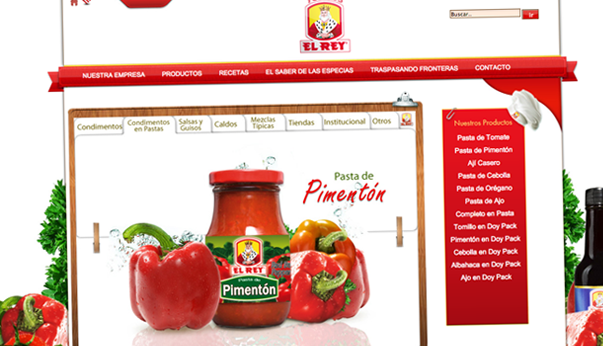 EL REY
Buscar...
ir
NUESTRA EMPRESA PRODUCTOS RECETAS EL SABER DE LAS ESPECIAS TRASPASANDO FRONTERAS CONTACTO
Condimentos
Condimentos
en Pastas
Salsas y
Guisos
Caldos
Mezclas
Típicas
Tiendas
Institucional
Otros
Pasta de
Pimentón
EL REY
Pasta de
Pimentón
Nuestros Productos
Pasta de Tomate
Pasta de Pimentón
Ají Casero
Pasta de Cebolla
Pasta de Orégano
Pasta de Ajo
Completo en Pasta
Tomillo en Doy Pack
Pimentón en Doy Pack
Cebolla en Doy Pack
Albahaca en Doy Pack
Ajo en Doy Pack